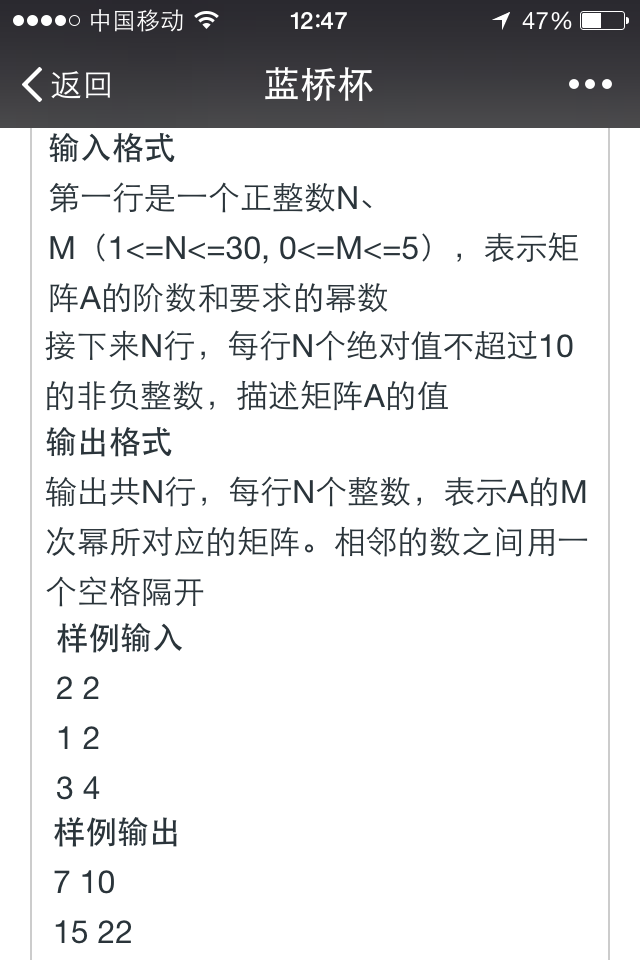 中国移动 12:47 47%
返回 蓝桥杯
输入格式
第一行是一个正整数N、
M（1<=N<=30, 0<=M<=5），表示矩
阵A的阶数和要求的幂数
接下来N行，每行N个绝对值不超过10
的非负整数，描述矩阵A的值
输出格式
输出共N行，每行N个整数，表示A的M
次幂所对应的矩阵。相邻的数之间用一
个空格隔开
样例输入
2 2
1 2
3 4
样例输出
7 10
15 22